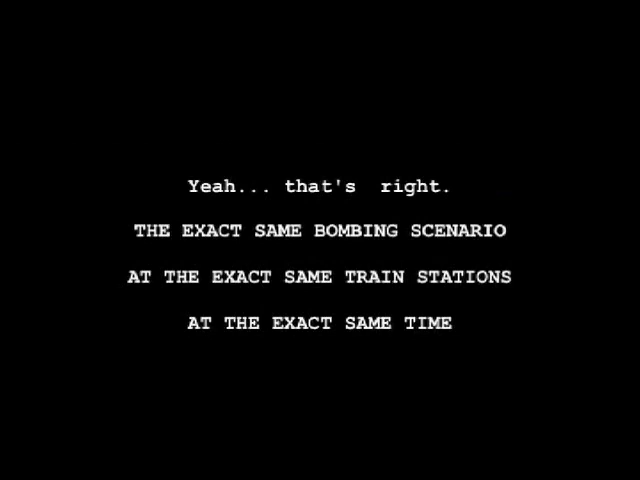 Yeah... that's right.
THE EXACT SAME BOMBING SCENARIO
AT THE EXACT SAME TRAIN STATIONS
AT THE EXACT SAME TIME